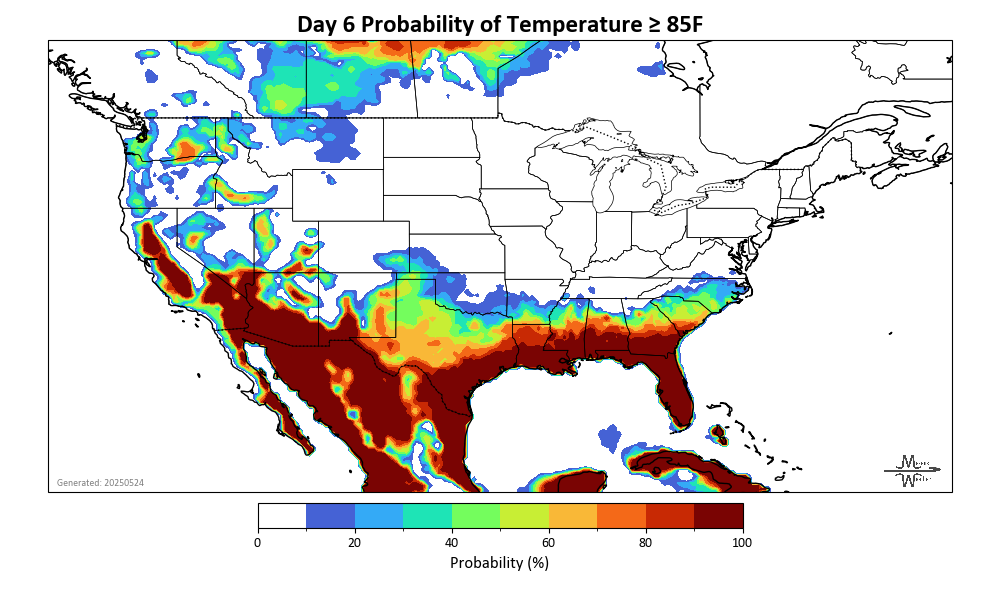 Day 6 Probability of Temperature ≥ 85F
Generated: 20250524
0 20 40 60 80 100
Probability (%)